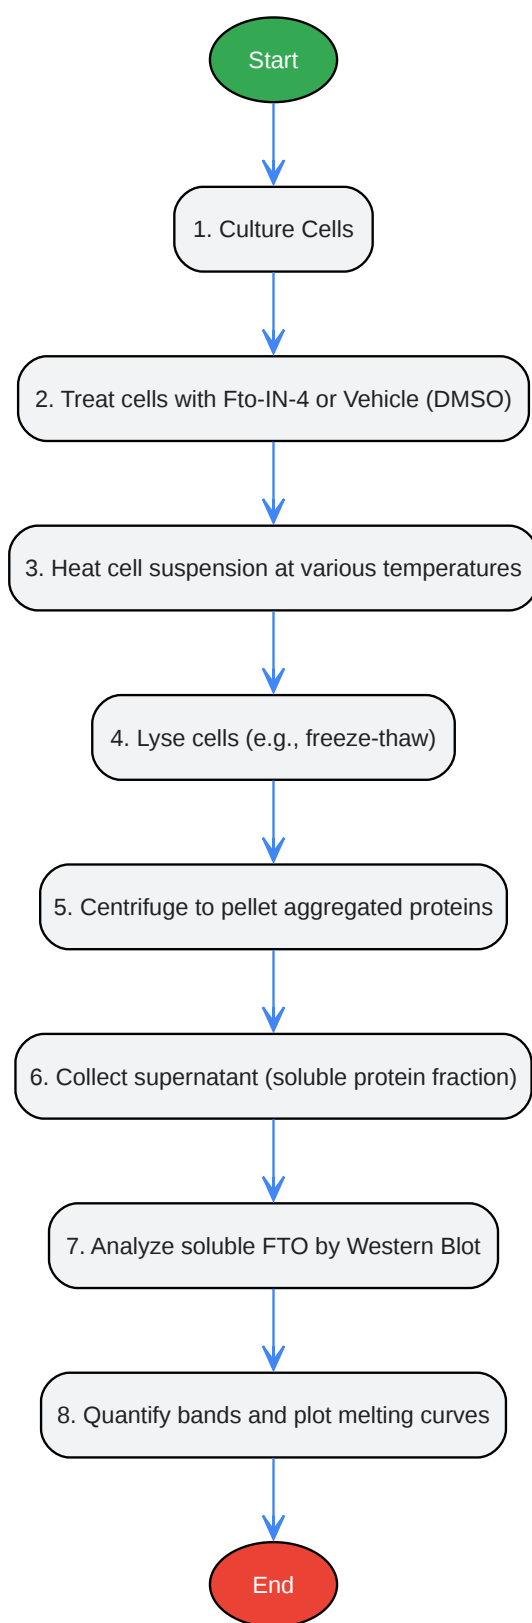 Start
1. Culture Cells
2. Treat cells with Fto-IN-4 or Vehicle (DMSO)
3. Heat cell suspension at various temperatures
4. Lyse cells (e.g., freeze-thaw)
5. Centrifuge to pellet aggregated proteins
6. Collect supernatant (soluble protein fraction)
7. Analyze soluble FTO by Western Blot
8. Quantify bands and plot melting curves
End